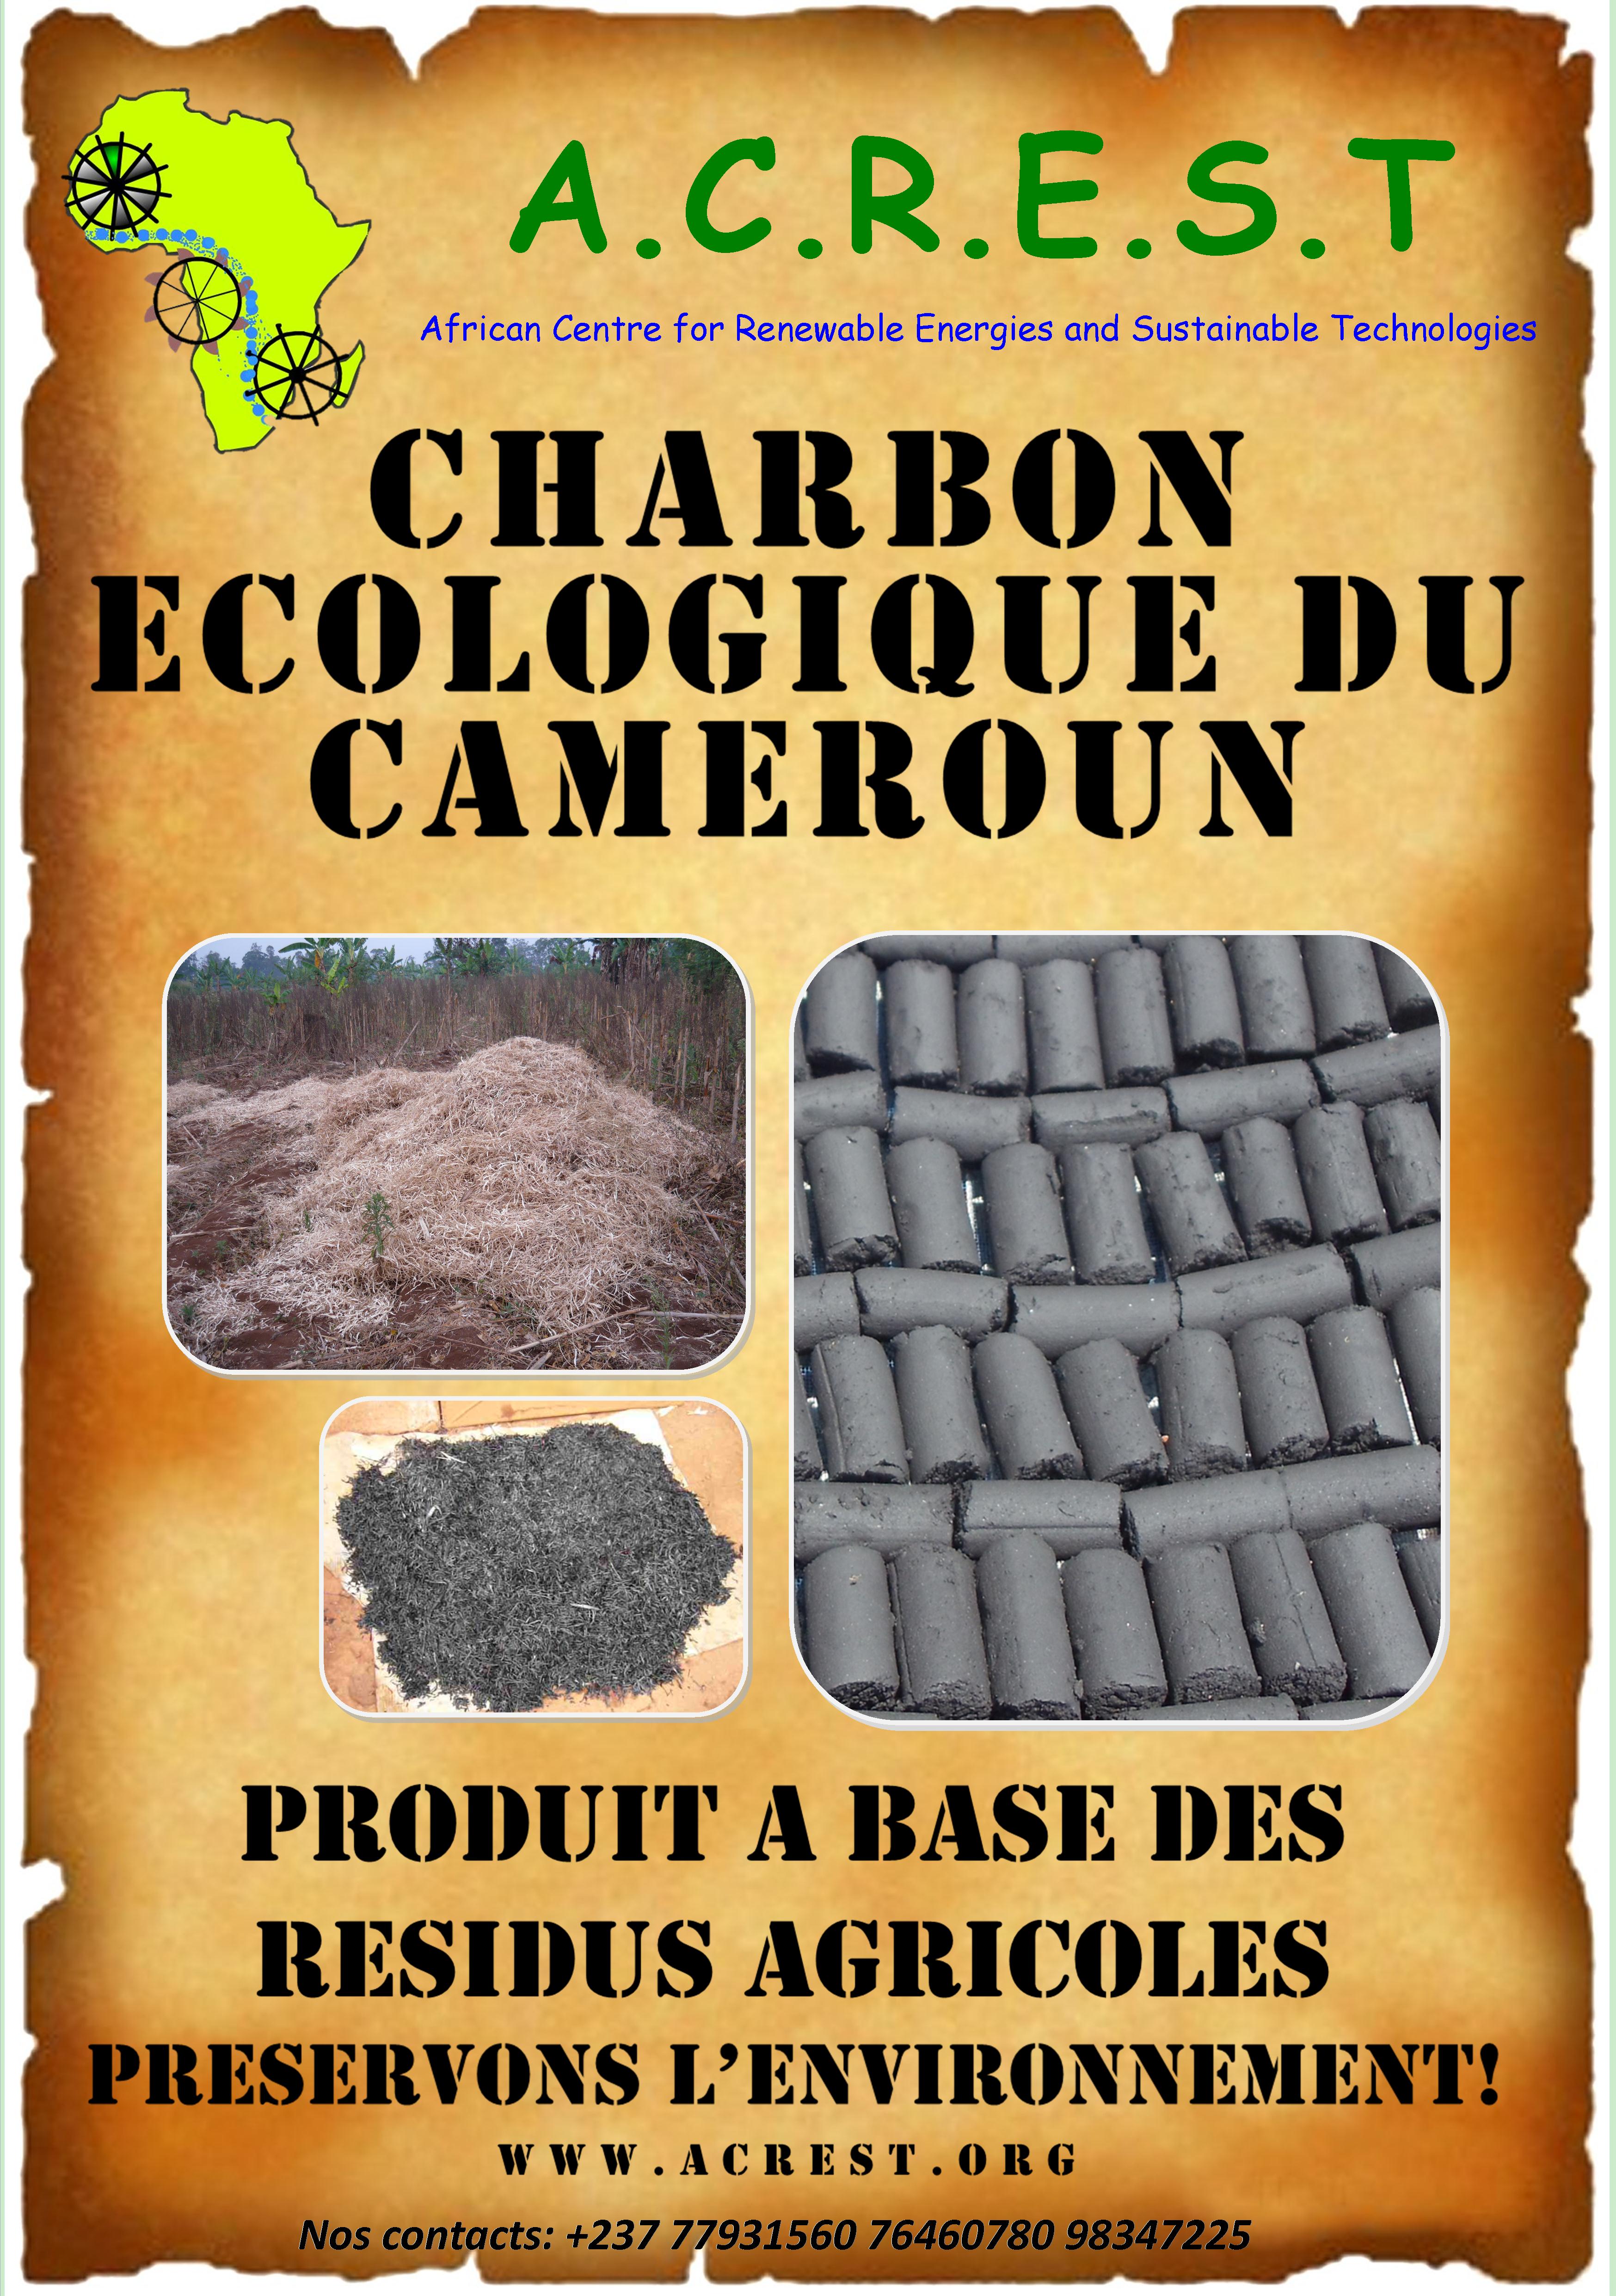 A.C.R.E.S.T
African Centre for Renewable Energies and Sustainable Technologies
CHARBON
ECOLOGIQUE DU
CAMEROUN
PRODUIT A BASE DES
RESIDUS AGRICOLES
PRESERVONS L’ENVIRONNEMENT!
WWW.ACREST.ORG
Nos contacts: +237 77931560 76460780 98347225